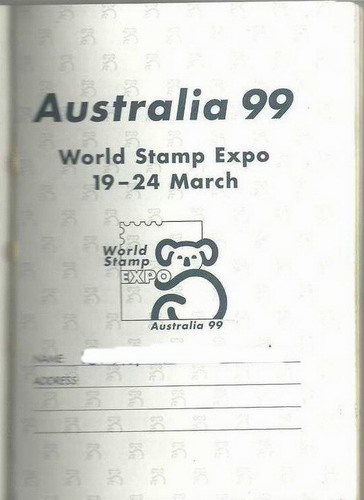 Australia 99
World Stamp Expo
19-24 March
World
Stamp
EXPO
Australia 99
NAME:
ADDRESS: